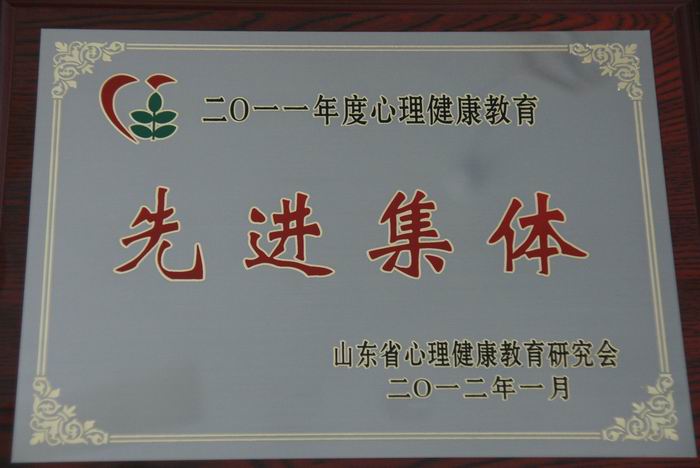 二〇一一年度心理健康教育
先进集体
山东省心理健康教育研究会
二〇一二年一月